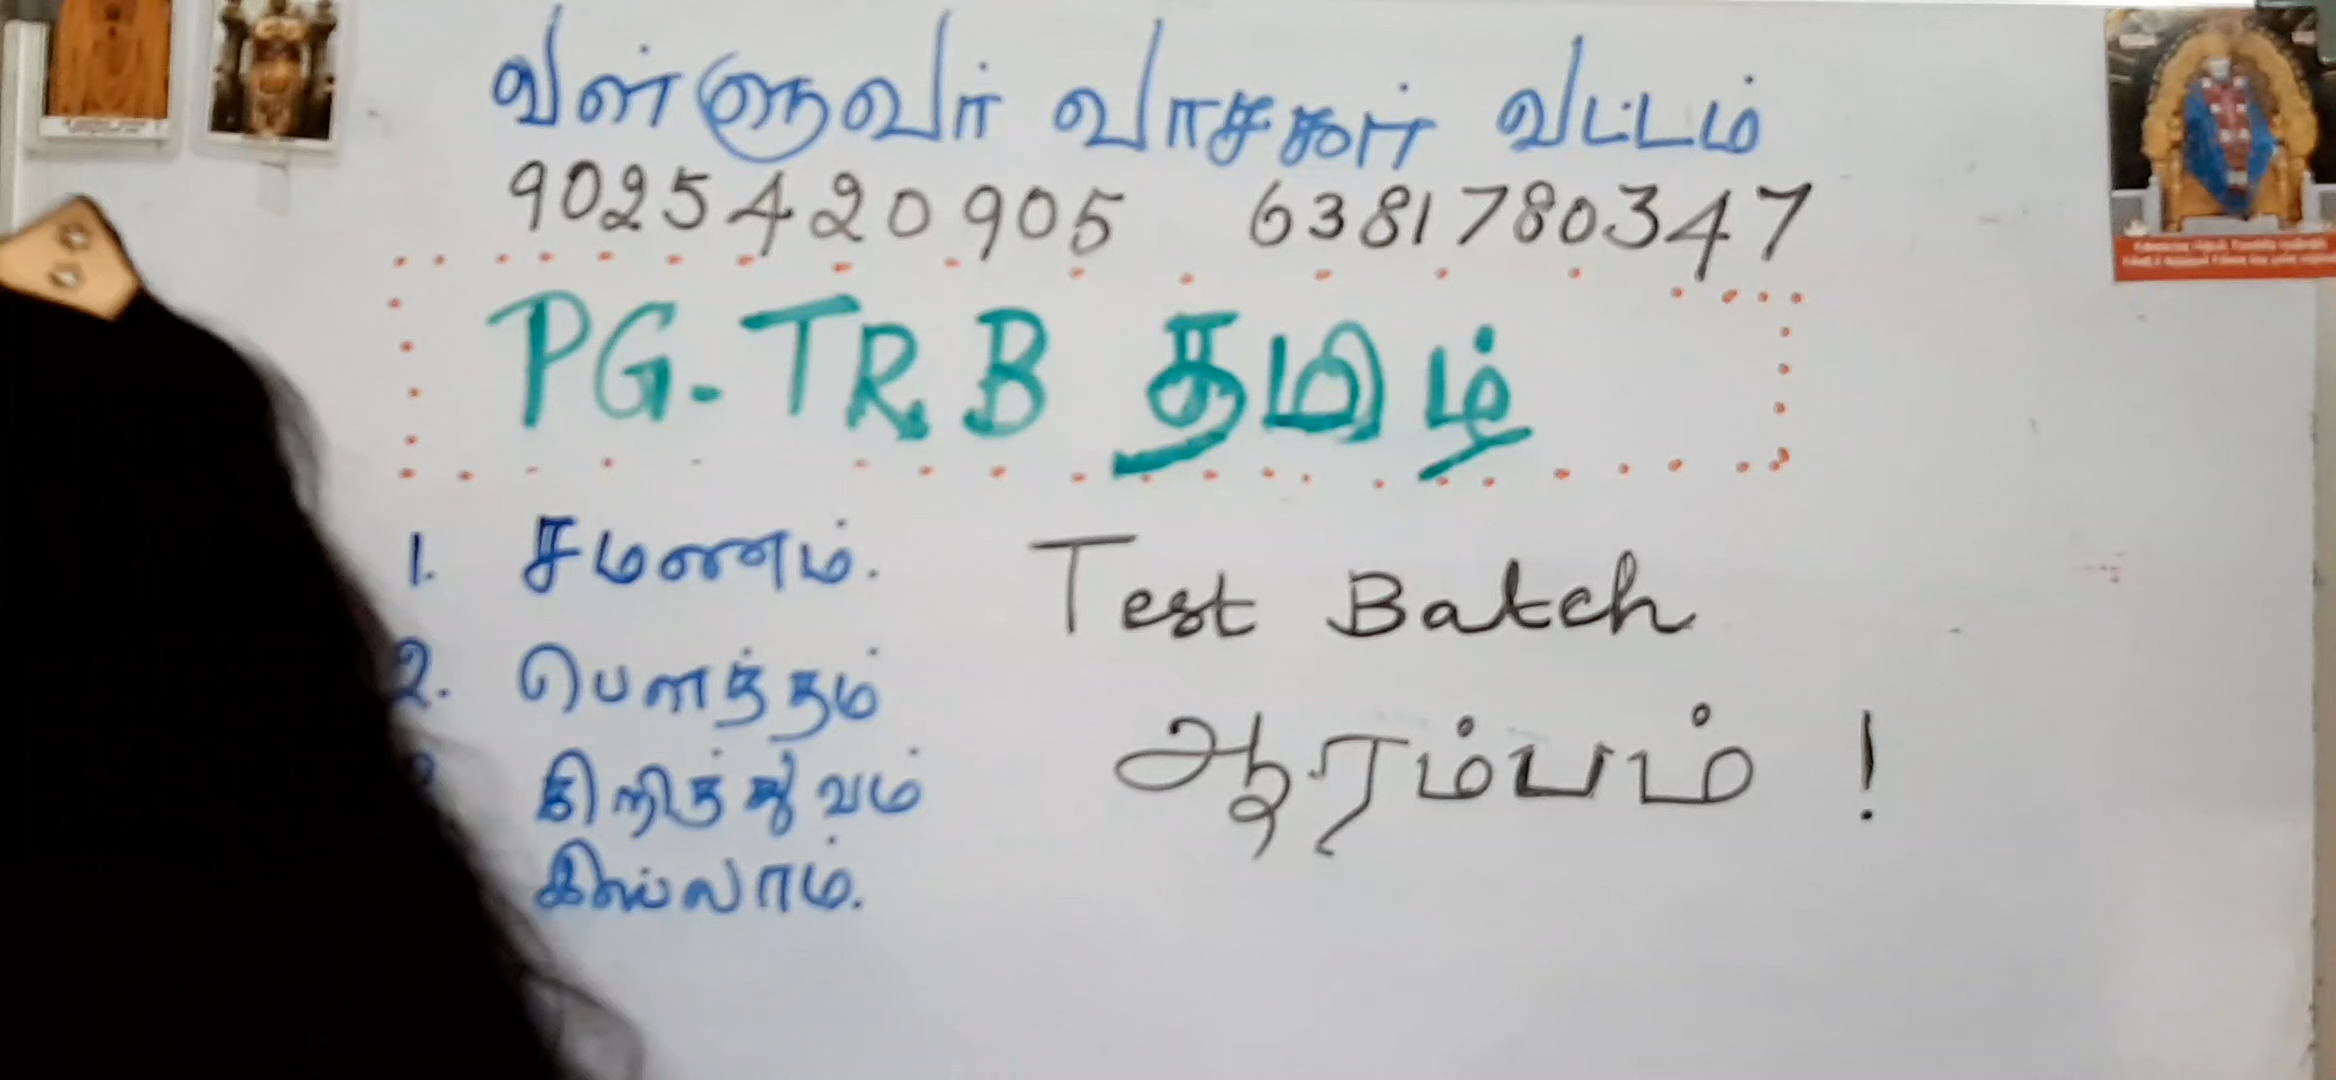 வள்ளுவர் வாசகர் வட்டம்
9025420905 6381780347
PG-TRB தமிழ்
1. சமணம். Test Batch
2. பௌத்தம்
கிறித்துவம் ஆரம்பம் !
இஸ்லாம்.